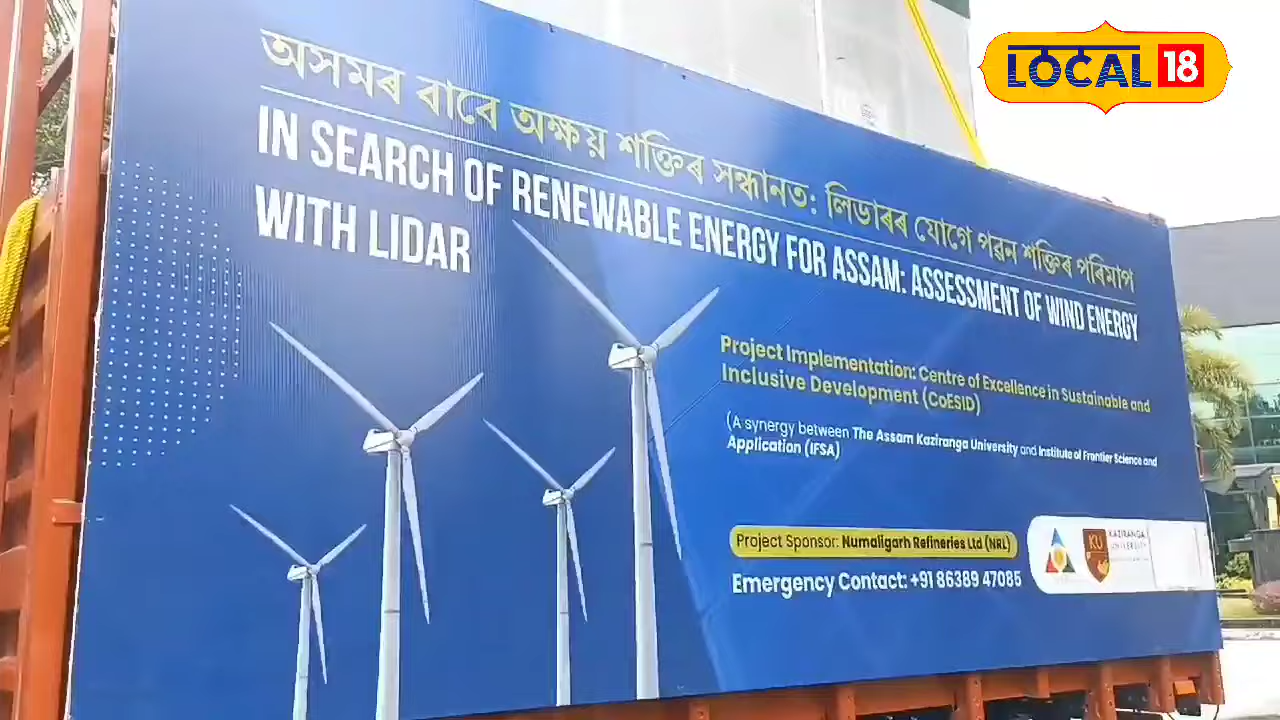 LOCAL 18
অসমৰ বাবে অক্ষয় শক্তিৰ সন্ধানত: লিডাৰৰ যোগে পৱন শক্তিৰ পৰিমাপ
IN SEARCH OF RENEWABLE ENERGY FOR ASSAM: ASSESSMENT OF WIND ENERGY
WITH LIDAR
Project Implementation: Centre of Excellence in Sustainable and
Inclusive Development (CoESID)
(A synergy between The Assam Kaziranga University and Institute of Frontier Science and
Application (IFSA)
Project Sponsor: Numaligarh Refineries Ltd (NRL)
Emergency Contact: +91 86389 47085
KU
KAZIRANGA
UNIVERSITY